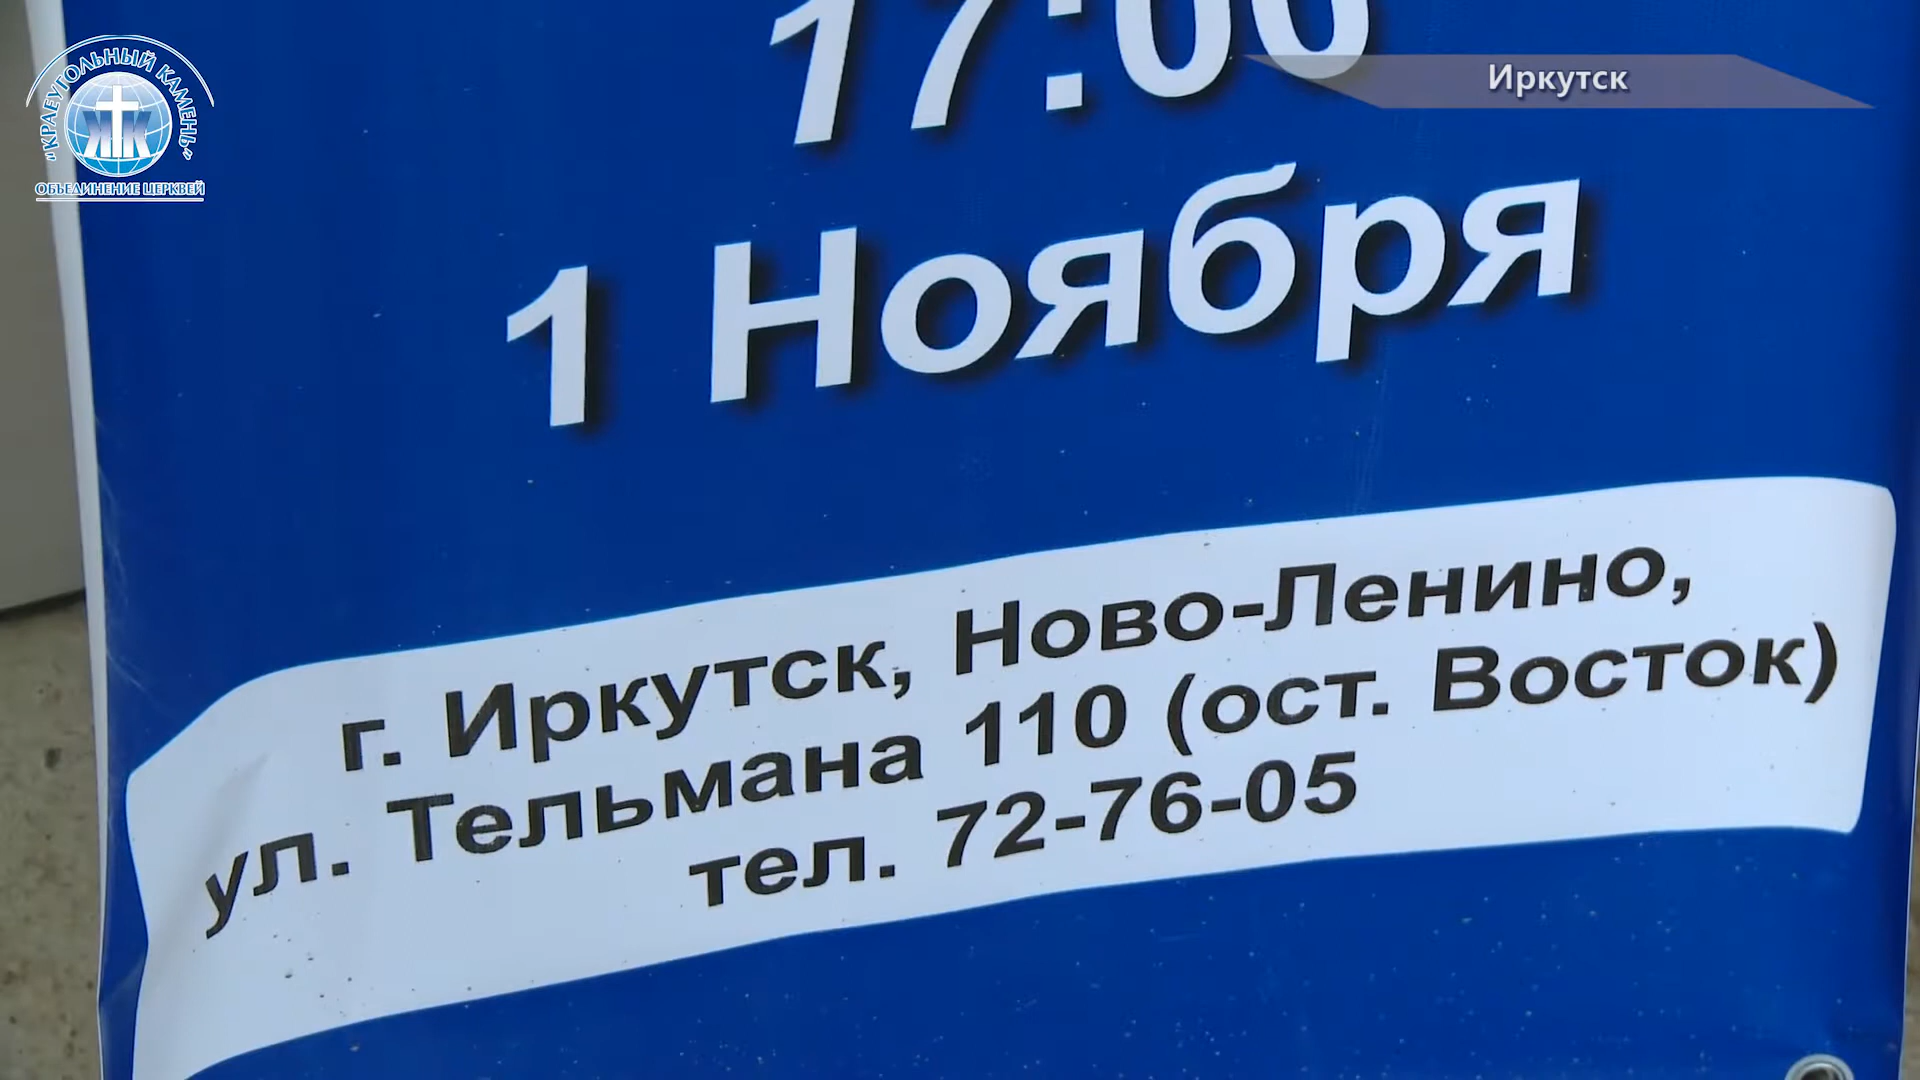 17:00
Иркутск
"КРАЕУГОЛЬНЫЙ КАМЕНЬ"
ОБЪЕДИНЕНИЕ ЦЕРКВЕЙ
1 Ноября
г. Иркутск, Ново-Ленино,
ул. Тельмана 110 (ост. Восток)
тел. 72-76-05